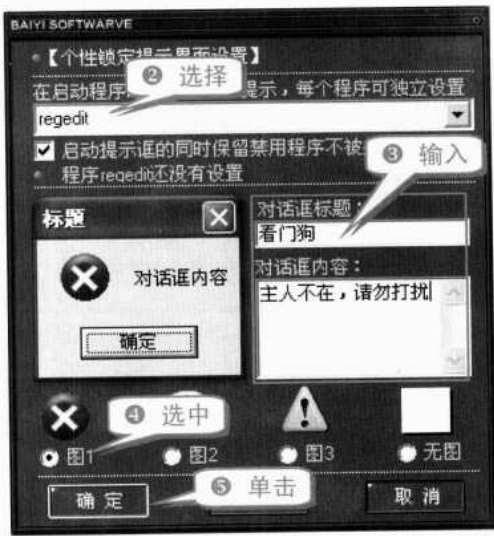 BAIYI SOFTWARVE
【个性锁定提示界面设置】
❷ 选择
在启动程序 提示，每个程序可独立设置
regedit
启动提示诓的同时保留禁用程序不被
❸ 输入
程序regedit还没有设置
标题
对话诓标题：
看门狗
对话诓内容
对话诓内容：
主人不在，请勿打扰
确定
❹ 选中
图1
图2
图3
无图
❺ 单击
确 定
取 消